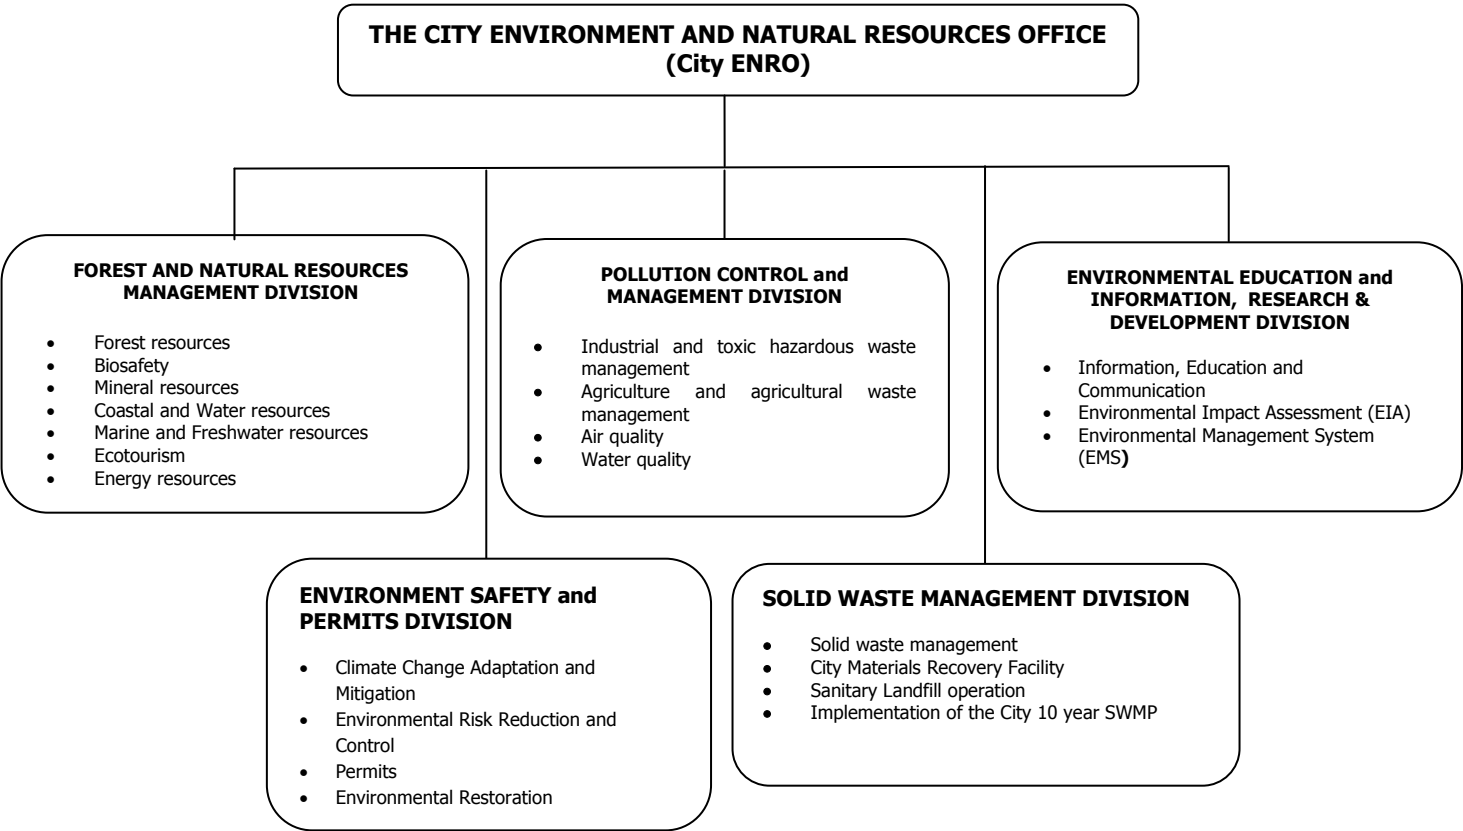 THE CITY ENVIRONMENT AND NATURAL RESOURCES OFFICE
(City ENRO)
FOREST AND NATURAL RESOURCES
MANAGEMENT DIVISION
• Forest resources
• Biosafety
• Mineral resources
• Coastal and Water resources
• Marine and Freshwater resources
• Ecotourism
• Energy resources
POLLUTION CONTROL and
MANAGEMENT DIVISION
• Industrial and toxic hazardous waste
management
• Agriculture and agricultural waste
management
• Air quality
• Water quality
ENVIRONMENTAL EDUCATION and
INFORMATION, RESEARCH &
DEVELOPMENT DIVISION
• Information, Education and
Communication
• Environmental Impact Assessment (EIA)
• Environmental Management System
(EMS)
ENVIRONMENT SAFETY and
PERMITS DIVISION
• Climate Change Adaptation and
Mitigation
• Environmental Risk Reduction and
Control
• Permits
• Environmental Restoration
SOLID WASTE MANAGEMENT DIVISION
• Solid waste management
• City Materials Recovery Facility
• Sanitary Landfill operation
• Implementation of the City 10 year SWMP